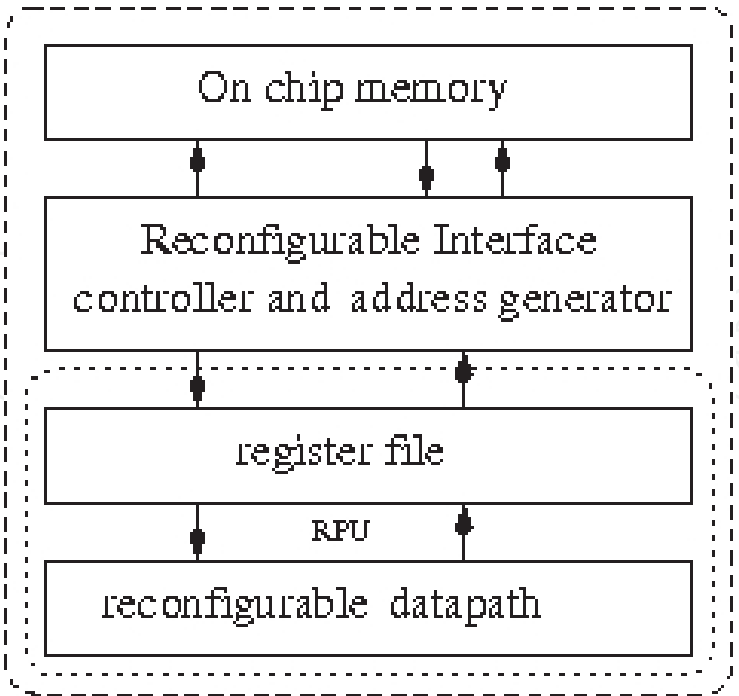 On chip memory
Reconfigurable Interface
controller and address generator
register file
RPU
reconfigurable datapath